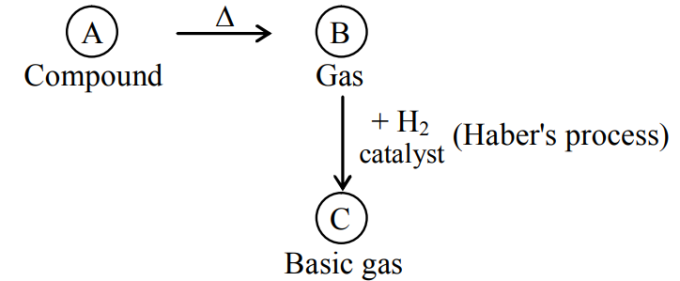 A Δ B
Compound Gas
+ H₂
catalyst (Haber's process)
C
Basic gas